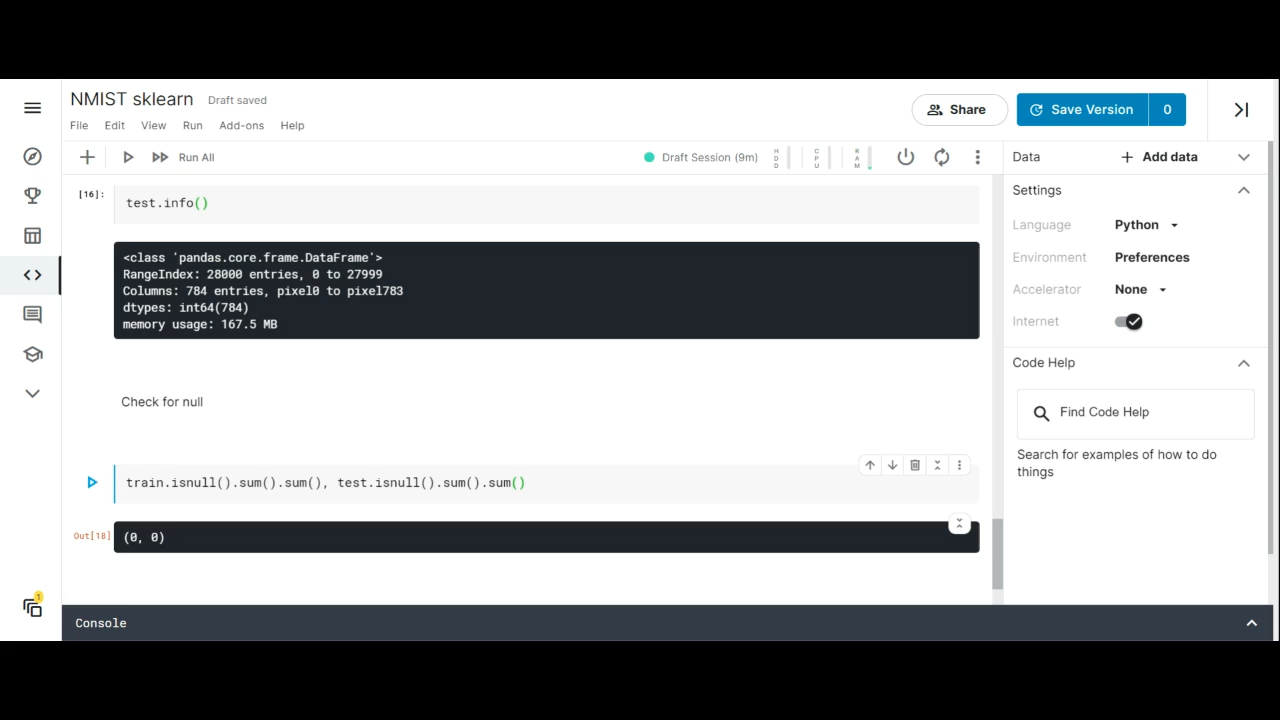 NMIST sklearn Draft saved
File Edit View Run Add-ons Help
Share
Save Version 0
Run All
Draft Session (9m)
HDD
CPU
RAM
[16]:
test.info()
<class 'pandas.core.frame.DataFrame'>
RangeIndex: 28000 entries, 0 to 27999
Columns: 784 entries, pixel0 to pixel783
dtypes: int64(784)
memory usage: 167.5 MB
Check for null
train.isnull().sum().sum(), test.isnull().sum().sum()
Out[18]
(0, 0)
Console
1
Data + Add data
Settings
Language Python
Environment Preferences
Accelerator None
Internet
Code Help
Find Code Help
Search for examples of how to do
things